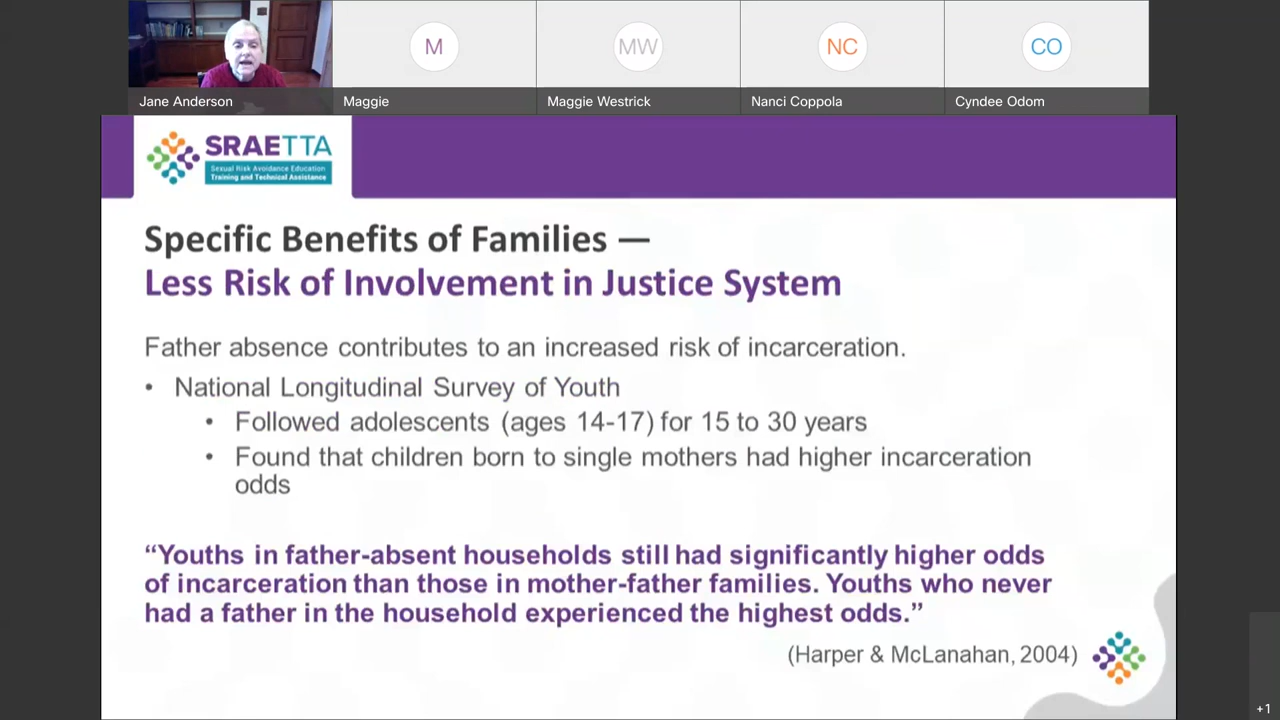 M
MW
NC
CO
Jane Anderson
Maggie
Maggie Westrick
Nanci Coppola
Cyndee Odom
SRAETTA
Sexual Risk Avoidance Education
Training and Technical Assistance
Specific Benefits of Families —
Less Risk of Involvement in Justice System
Father absence contributes to an increased risk of incarceration.
• National Longitudinal Survey of Youth
• Followed adolescents (ages 14-17) for 15 to 30 years
• Found that children born to single mothers had higher incarceration
odds
“Youths in father-absent households still had significantly higher odds
of incarceration than those in mother-father families. Youths who never
had a father in the household experienced the highest odds.”
(Harper & McLanahan, 2004)
+1